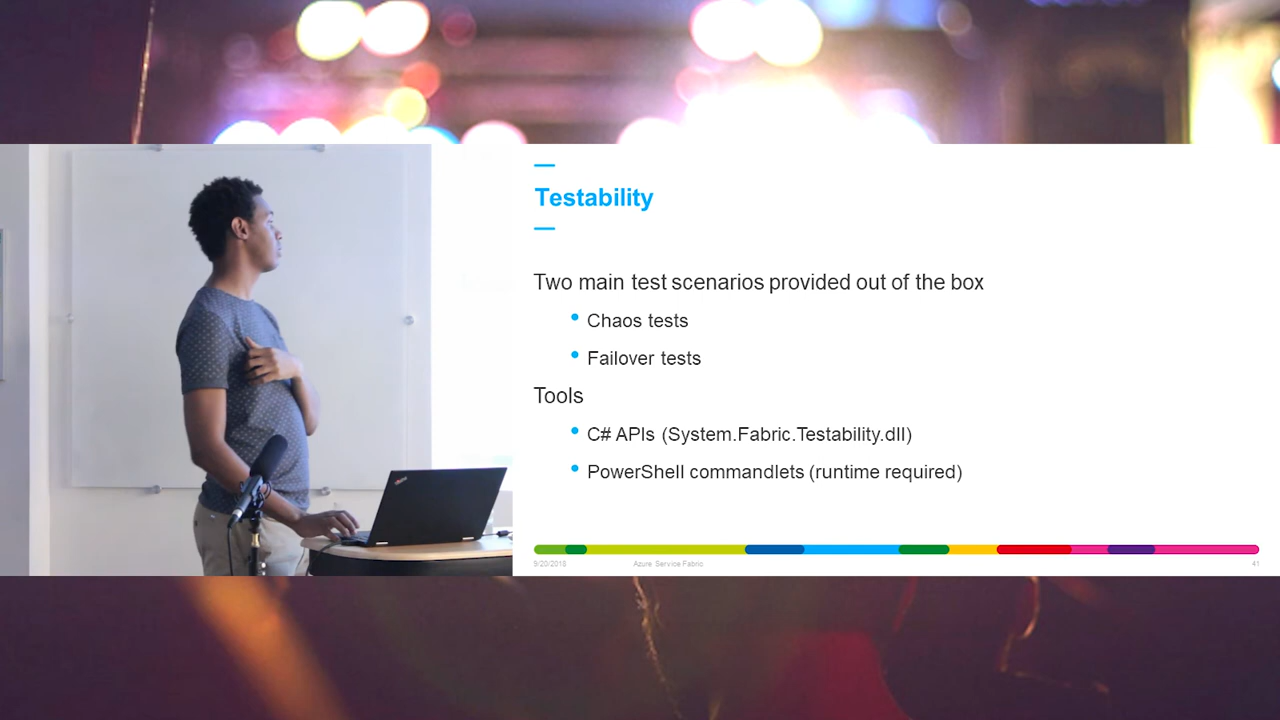 Testability
Two main test scenarios provided out of the box
• Chaos tests
• Failover tests
Tools
• C# APIs (System.Fabric.Testability.dll)
• PowerShell commandlets (runtime required)
9/20/2018
Azure Service Fabric
41